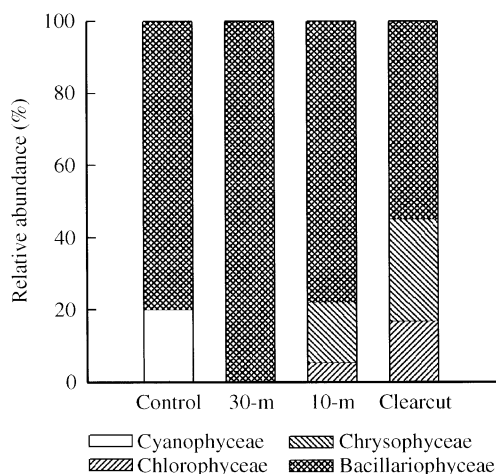 100
80
60
40
20
0
Relative abundance (%)
Control 30-m 10-m Clearcut
Cyanophyceae Chrysophyceae
Chlorophyceae Bacillariophyceae